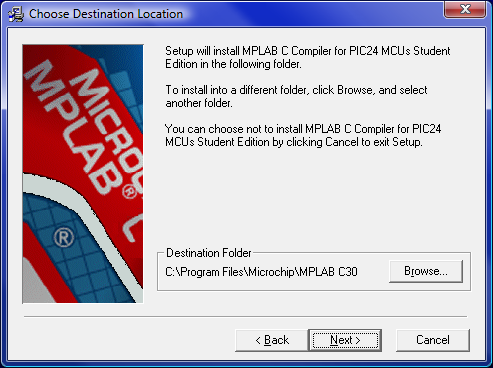 Choose Destination Location
MICROCHIP
MPLAB® C
®
Setup will install MPLAB C Compiler for PIC24 MCUs Student
Edition in the following folder.
To install into a different folder, click Browse, and select
another folder.
You can choose not to install MPLAB C Compiler for PIC24
MCUs Student Edition by clicking Cancel to exit Setup.
Destination Folder
C:\Program Files\Microchip\MPLAB C30
Browse...
< Back
Next >
Cancel